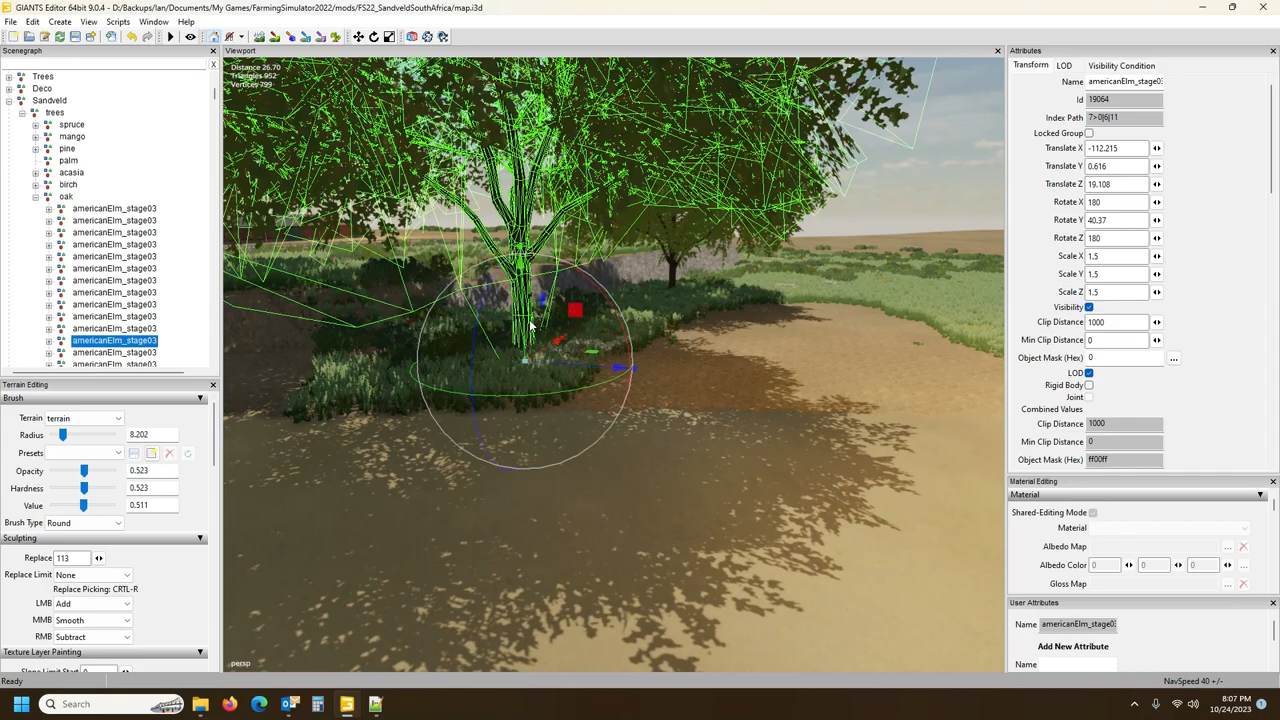 GIANTS Editor 64bit 9.0.4 - D:/Backups/Ian/Documents/My Games/FarmingSimulator2022/mods/FS22_SandveldSouthAfrica/map.i3d
File Edit Create View Scripts Window Help
Scenegraph
X
Trees
Deco
Sandveld
trees
spruce
mango
pine
palm
acasia
birch
oak
americanElm_stage03
americanElm_stage03
americanElm_stage03
americanElm_stage03
americanElm_stage03
americanElm_stage03
americanElm_stage03
americanElm_stage03
americanElm_stage03
americanElm_stage03
americanElm_stage03
americanElm_stage03
americanElm_stage03
americanElm_stage03
Terrain Editing
Brush
Terrain terrain
Radius 8.202
Presets
Opacity 0.523
Hardness 0.523
Value 0.511
Brush Type Round
Sculpting
Replace 113
Replace Limit None
Replace Picking: CRTL-R
LMB Add
MMB Smooth
RMB Subtract
Texture Layer Painting
Slope Limit Start
Viewport
Distance 26.70
Triangles 952
Vertices 799
persp
Attributes
Transform LOD Visibility Condition
Name americanElm_stage03
Id 19064
Index Path 7>0|6|11
Locked Group
Translate X -112.215
Translate Y 0.616
Translate Z 19.108
Rotate X 180
Rotate Y 40.37
Rotate Z 180
Scale X 1.5
Scale Y 1.5
Scale Z 1.5
Visibility
Clip Distance 1000
Min Clip Distance 0
Object Mask (Hex) 0 ...
LOD
Rigid Body
Joint
Combined Values
Clip Distance 1000
Min Clip Distance 0
Object Mask (Hex) ff00ff
Material Editing
Material
Shared-Editing Mode
Material
Albedo Map ...
Albedo Color 0 0 0 ...
Gloss Map ...
User Attributes
Name americanElm_stage03
Add New Attribute
Name
Ready
NavSpeed 40 +/-
Search
8:07 PM
10/24/2023